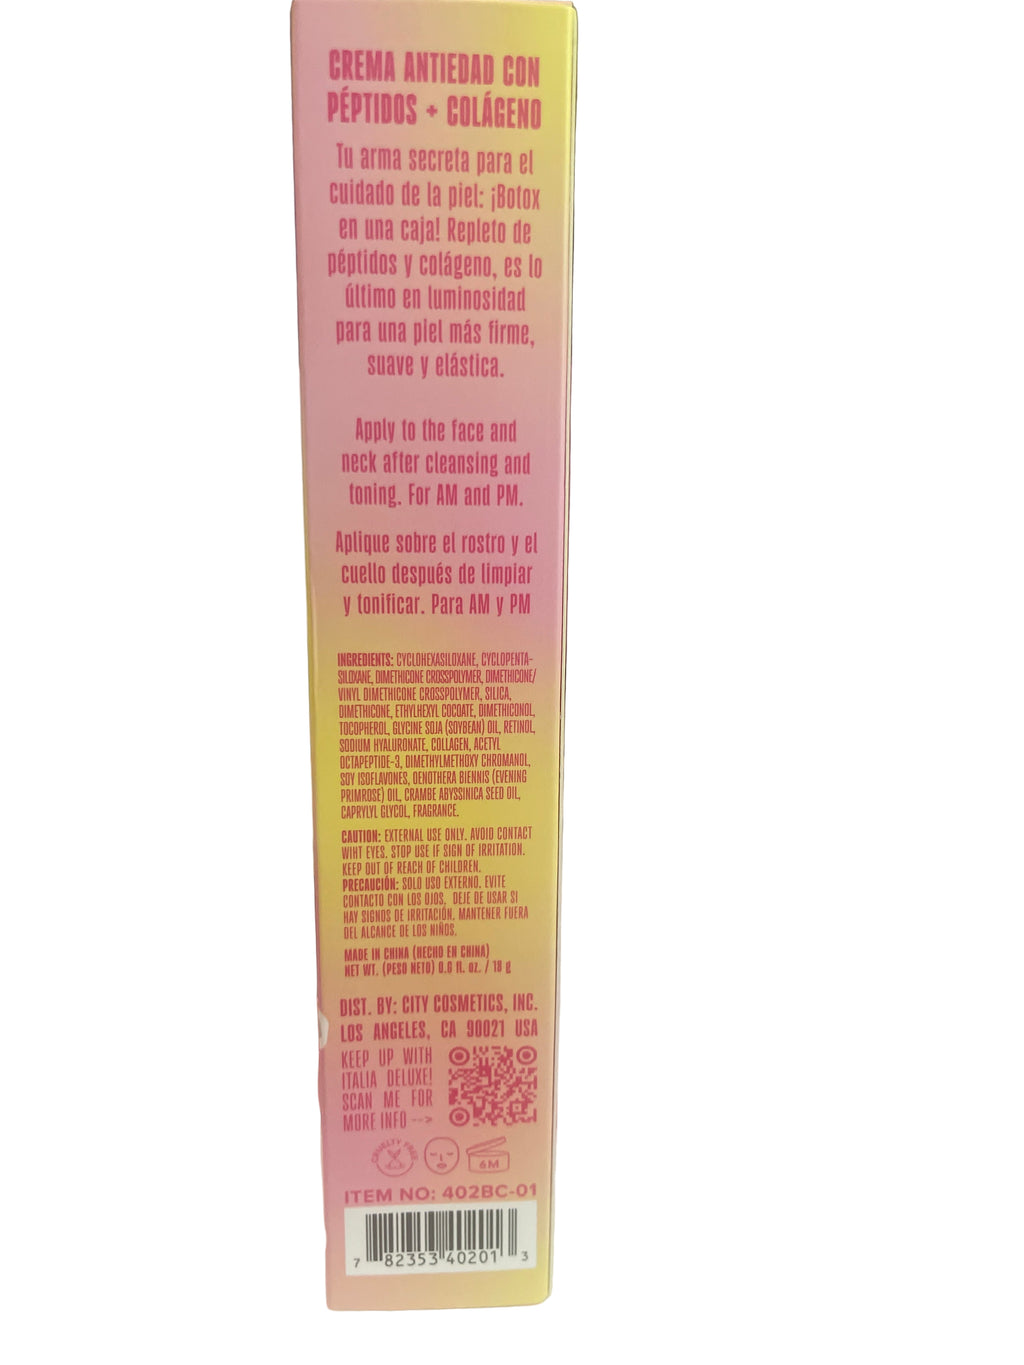 CREMA ANTIEDAD CON
PÉPTIDOS + COLÁGENO
Tu arma secreta para el
cuidado de la piel: ¡Botox
en una caja! Repleto de
péptidos y colágeno, es lo
último en luminosidad
para una piel más firme,
suave y elástica.
Apply to the face and
neck after cleansing and
toning. For AM and PM.
Aplique sobre el rostro y el
cuello después de limpiar
y tonificar. Para AM y PM
INGREDIENTS: CYCLOHEXASILOXANE, CYCLOPENTA-
SILOXANE, DIMETHICONE CROSSPOLYMER, DIMETHICONE/
VINYL DIMETHICONE CROSSPOLYMER, SILICA,
DIMETHICONE, ETHYLHEXYL COCOATE, DIMETHICONOL,
TOCOPHEROL, GLYCINE SOJA (SOYBEAN) OIL, RETINOL,
SODIUM HYALURONATE, COLLAGEN, ACETYL
OCTAPEPTIDE-3, DIMETHYLMETHOXY CHROMANOL,
SOY ISOFLAVONES, OENOTHERA BIENNIS (EVENING
PRIMROSE) OIL, CRAMBE ABYSSINICA SEED OIL,
CAPRYLYL GLYCOL, FRAGRANCE.
CAUTION: EXTERNAL USE ONLY. AVOID CONTACT
WIHT EYES. STOP USE IF SIGN OF IRRITATION.
KEEP OUT OF REACH OF CHILDREN.
PRECAUCIÓN: SOLO USO EXTERNO. EVITE
CONTACTO CON LOS OJOS. DEJE DE USAR SI
HAY SIGNOS DE IRRITACIÓN. MANTENER FUERA
DEL ALCANCE DE LOS NIÑOS.
MADE IN CHINA (HECHO EN CHINA)
NET WT. (PESO NETO) 0.6 fl. oz. / 18 g
DIST. BY: CITY COSMETICS, INC.
LOS ANGELES, CA 90021 USA
KEEP UP WITH
ITALIA DELUXE!
SCAN ME FOR
MORE INFO -->
CRUELTY FREE
6M
ITEM NO: 402BC-01
7 82353 40201 3